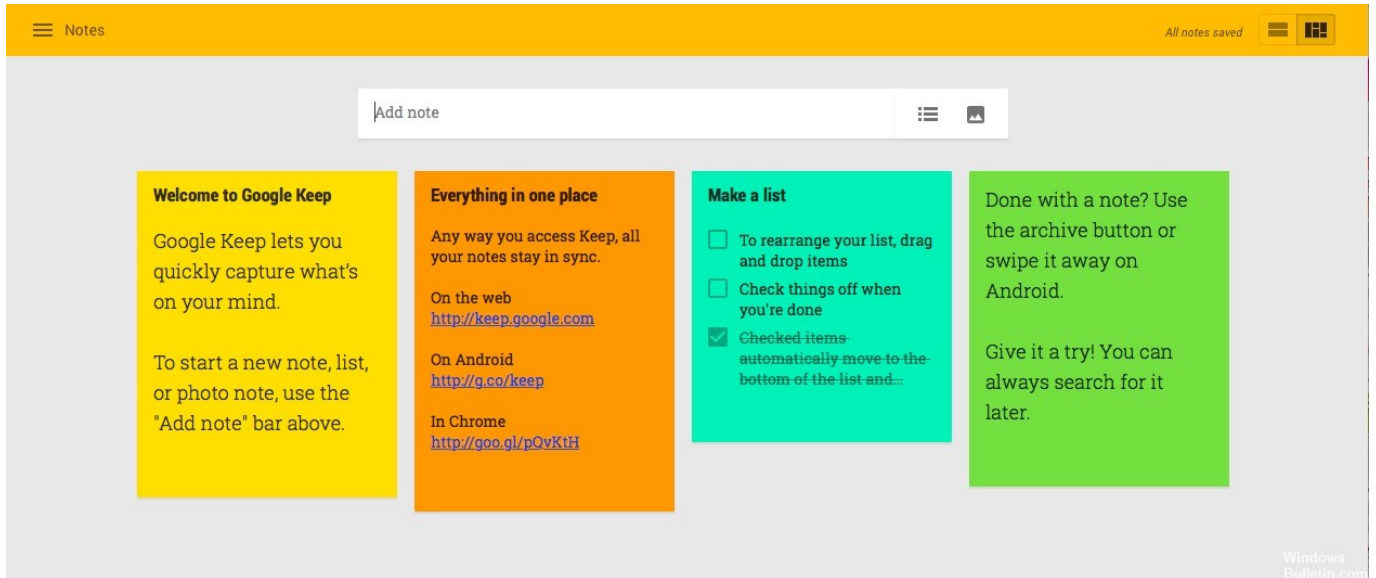 Notes
All notes saved
Add note
Welcome to Google Keep
Google Keep lets you
quickly capture what's
on your mind.
To start a new note, list,
or photo note, use the
"Add note" bar above.
Everything in one place
Any way you access Keep, all
your notes stay in sync.
On the web
http://keep.google.com
On Android
http://g.co/keep
In Chrome
http://goo.gl/pQvKtH
Make a list
To rearrange your list, drag
and drop items
Check things off when
you're done
Checked items
automatically move to the
bottom of the list and...
Done with a note? Use
the archive button or
swipe it away on
Android.
Give it a try! You can
always search for it
later.
Windows
Bulletin.com